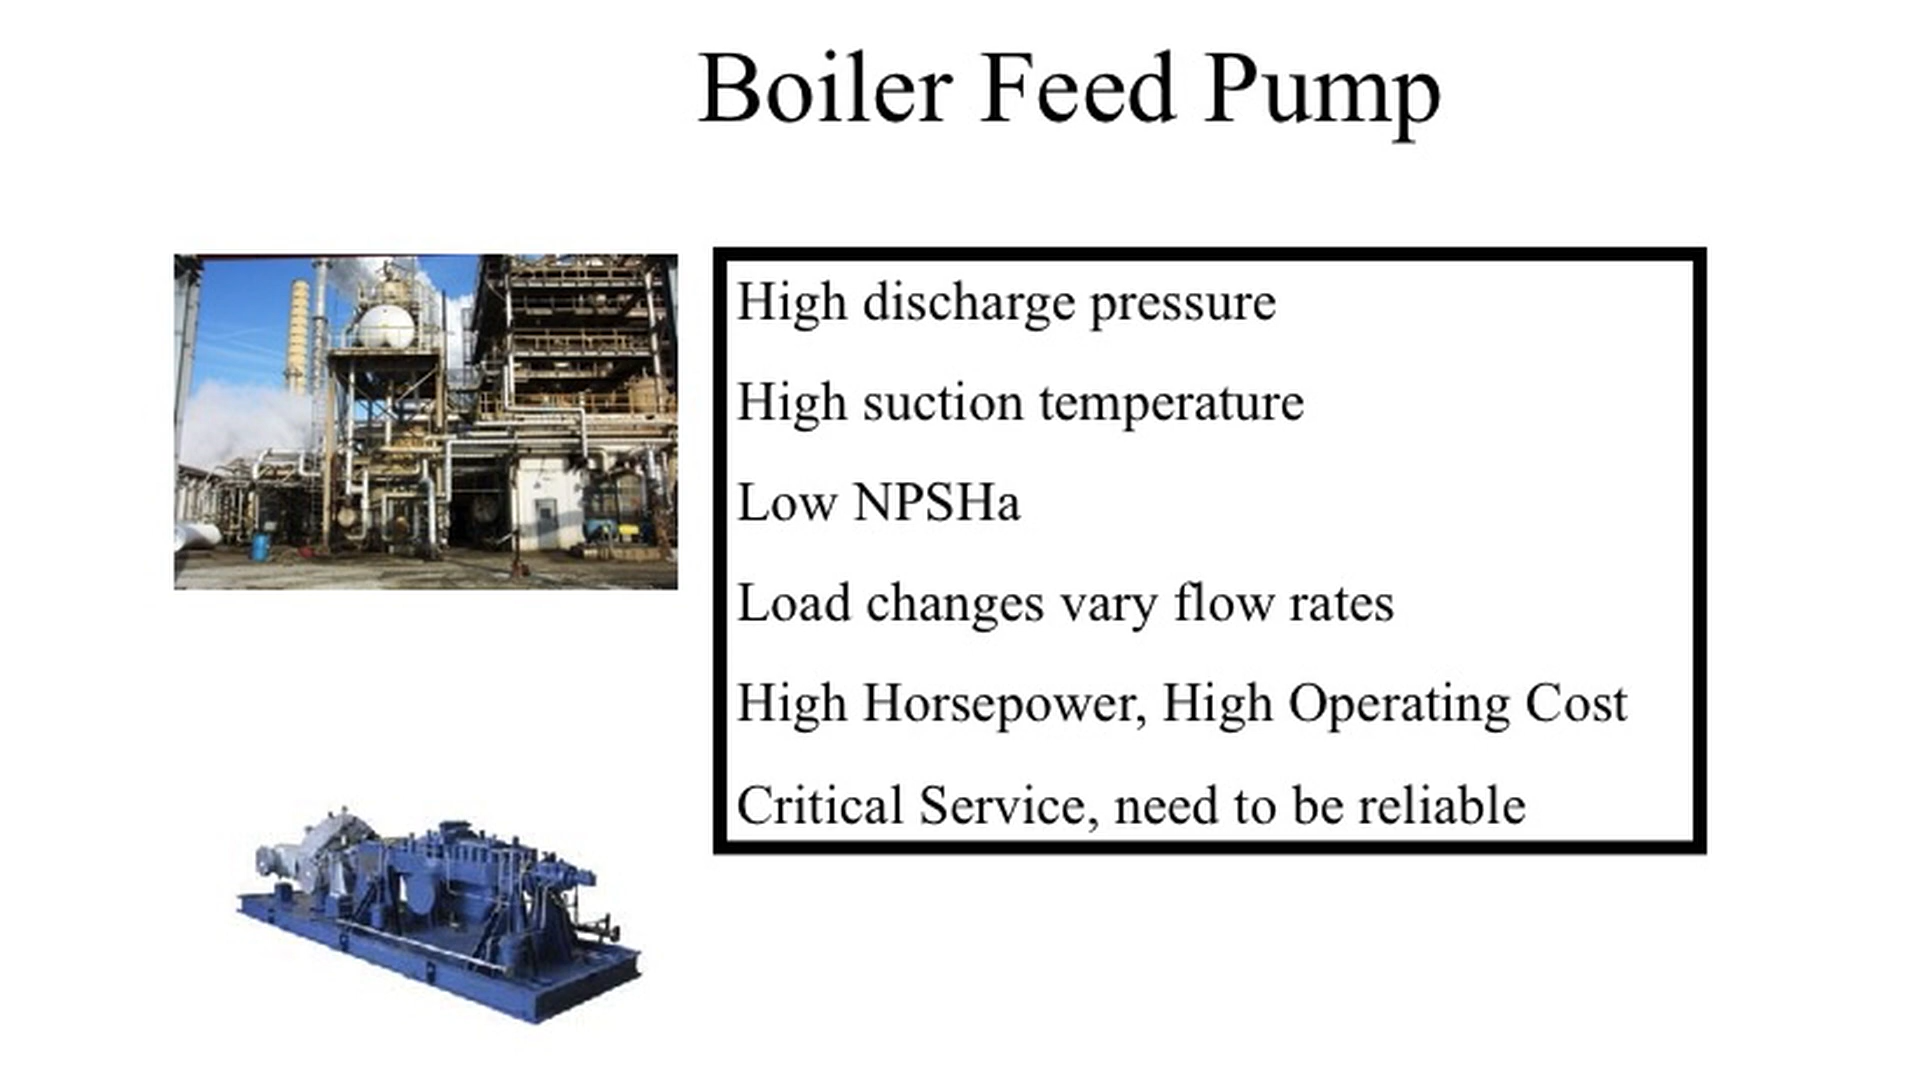 Boiler Feed Pump
High discharge pressure
High suction temperature
Low NPSHa
Load changes vary flow rates
High Horsepower, High Operating Cost
Critical Service, need to be reliable